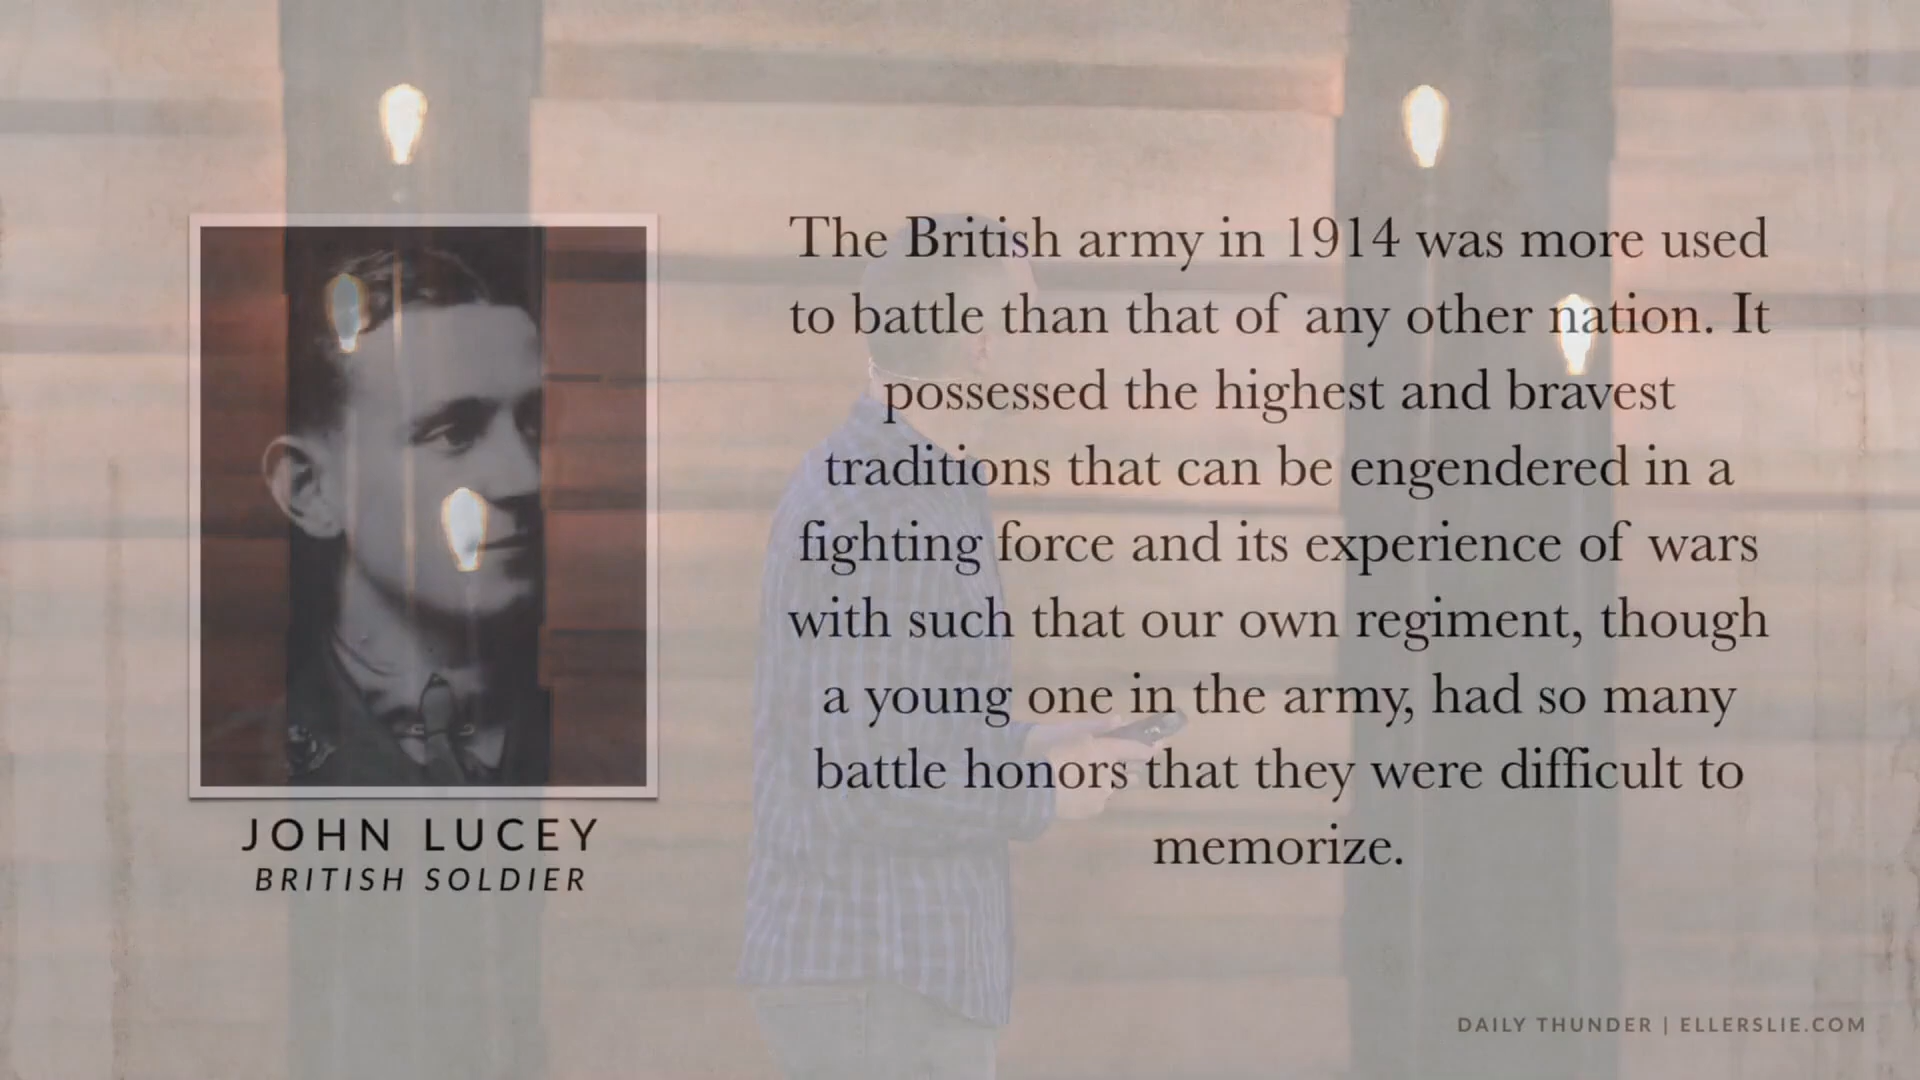 The British army in 1914 was more used
to battle than that of any other nation. It
possessed the highest and bravest
traditions that can be engendered in a
fighting force and its experience of wars
with such that our own regiment, though
a young one in the army, had so many
battle honors that they were difficult to
memorize.
JOHN LUCEY
BRITISH SOLDIER
DAILY THUNDER | ELLERSLIE.COM